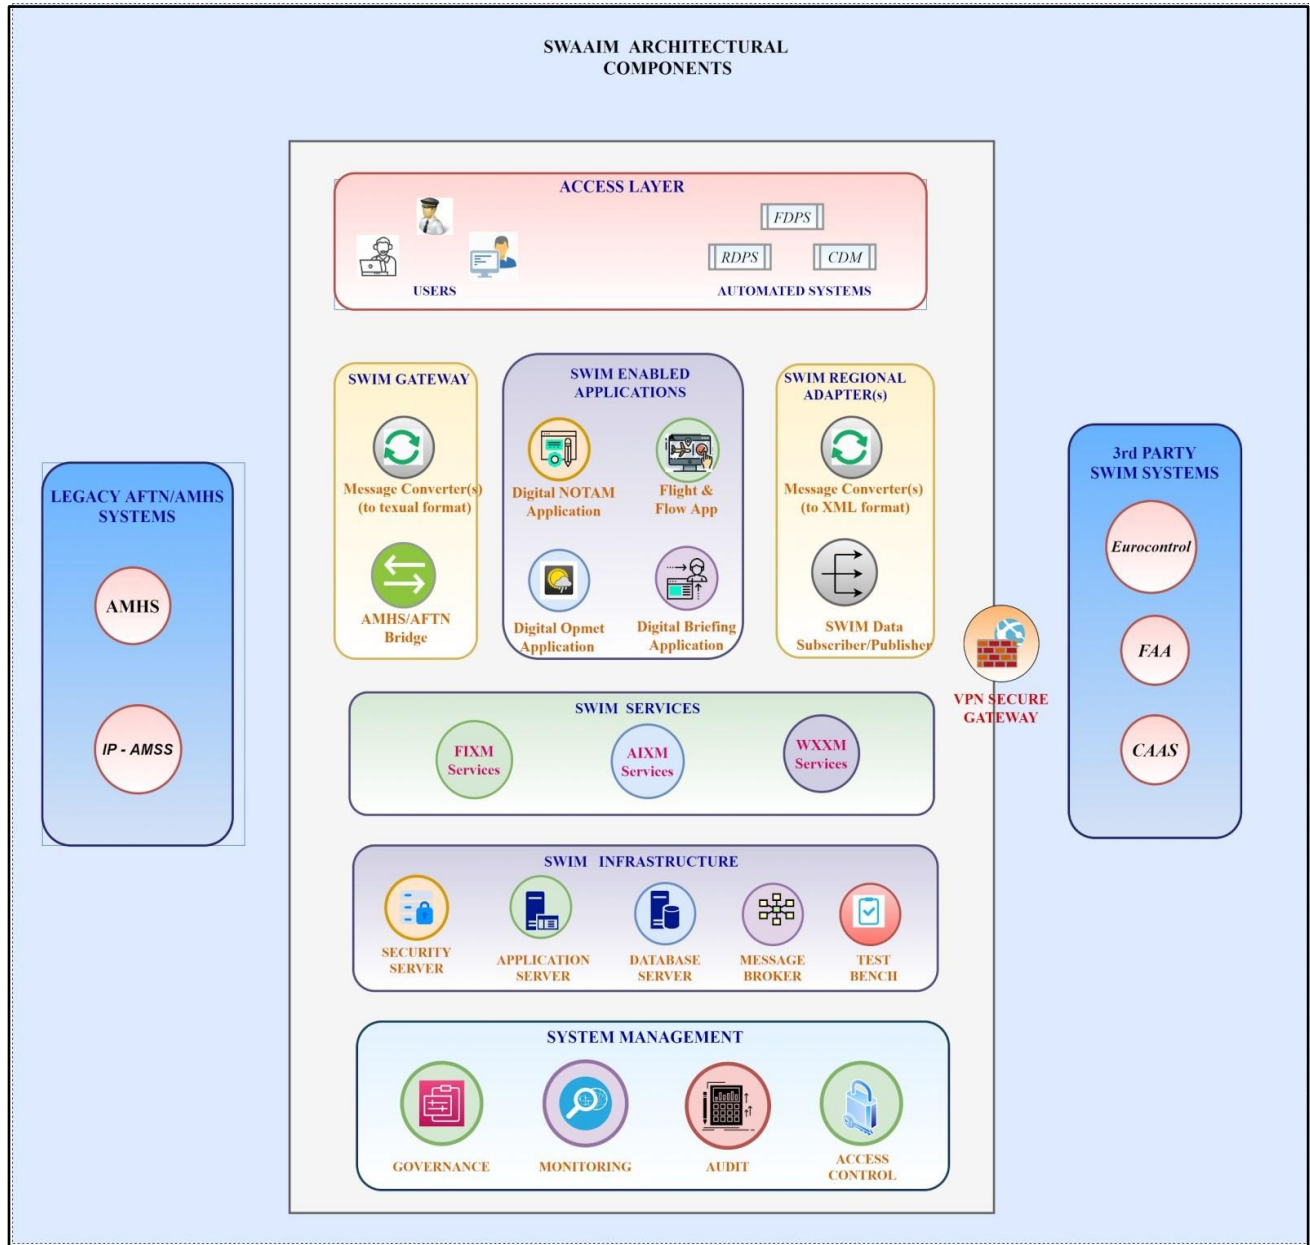 SWAAIM ARCHITECTURAL
COMPONENTS
ACCESS LAYER
USERS
FDPS
RDPS
CDM
AUTOMATED SYSTEMS
LEGACY AFTN/AMHS
SYSTEMS
AMHS
IP - AMSS
SWIM GATEWAY
Message Converter(s)
(to texual format)
AMHS/AFTN
Bridge
SWIM ENABLED
APPLICATIONS
Digital NOTAM
Application
Flight &
Flow App
Digital Opmet
Application
Digital Briefing
Application
SWIM REGIONAL
ADAPTER(s)
Message Converter(s)
(to XML format)
SWIM Data
Subscriber/Publisher
VPN SECURE
GATEWAY
3rd PARTY
SWIM SYSTEMS
Eurocontrol
FAA
CAAS
SWIM SERVICES
FIXM
Services
AIXM
Services
WXXM
Services
SWIM INFRASTRUCTURE
SECURITY
SERVER
APPLICATION
SERVER
DATABASE
SERVER
MESSAGE
BROKER
TEST
BENCH
SYSTEM MANAGEMENT
GOVERNANCE
MONITORING
AUDIT
ACCESS
CONTROL